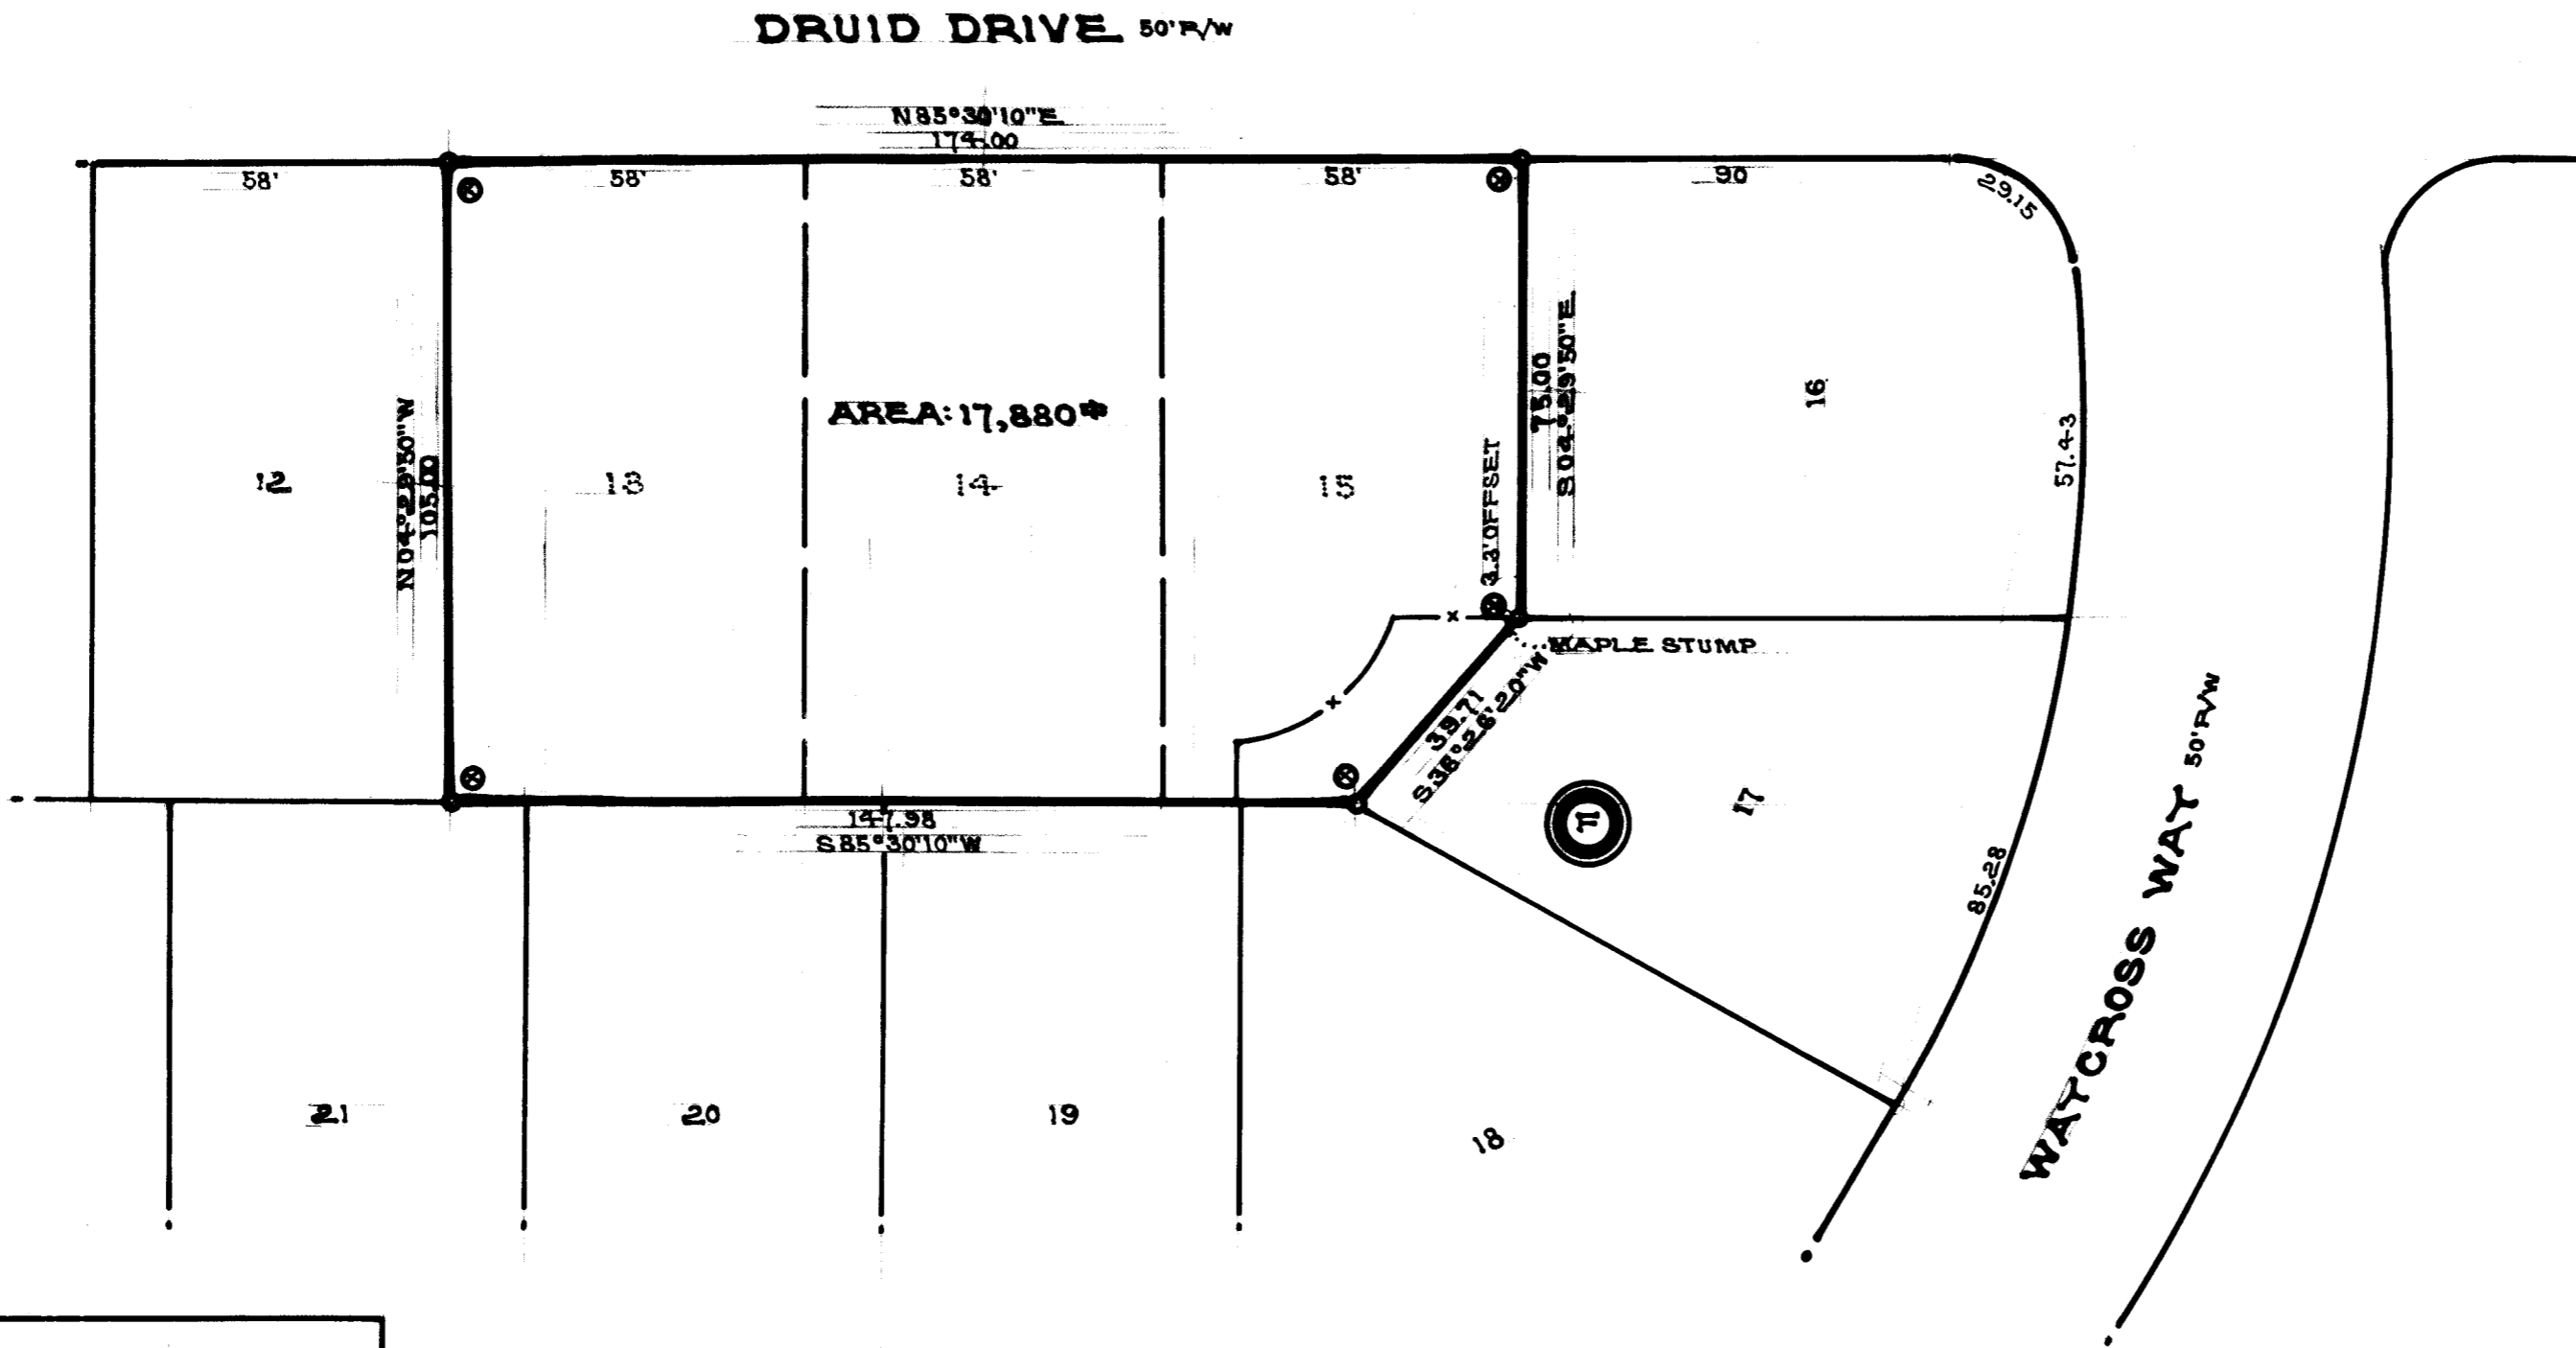 DRUID DRIVE 50'R/W
N85°30'10"E
174.00
58'
58'
58'
58'
90
29.15
N04°29'50"W
105.00
AREA: 17,880
75.00
S04°29'50"E
3.3' OFFSET
12
13
14
15
16
57.43
MAPLE STUMP
39.71
S36°26'20"W
147.98
S85°30'10"W
17
85.28
WAYCROSS WAY 50'R/W
21
20
19
18